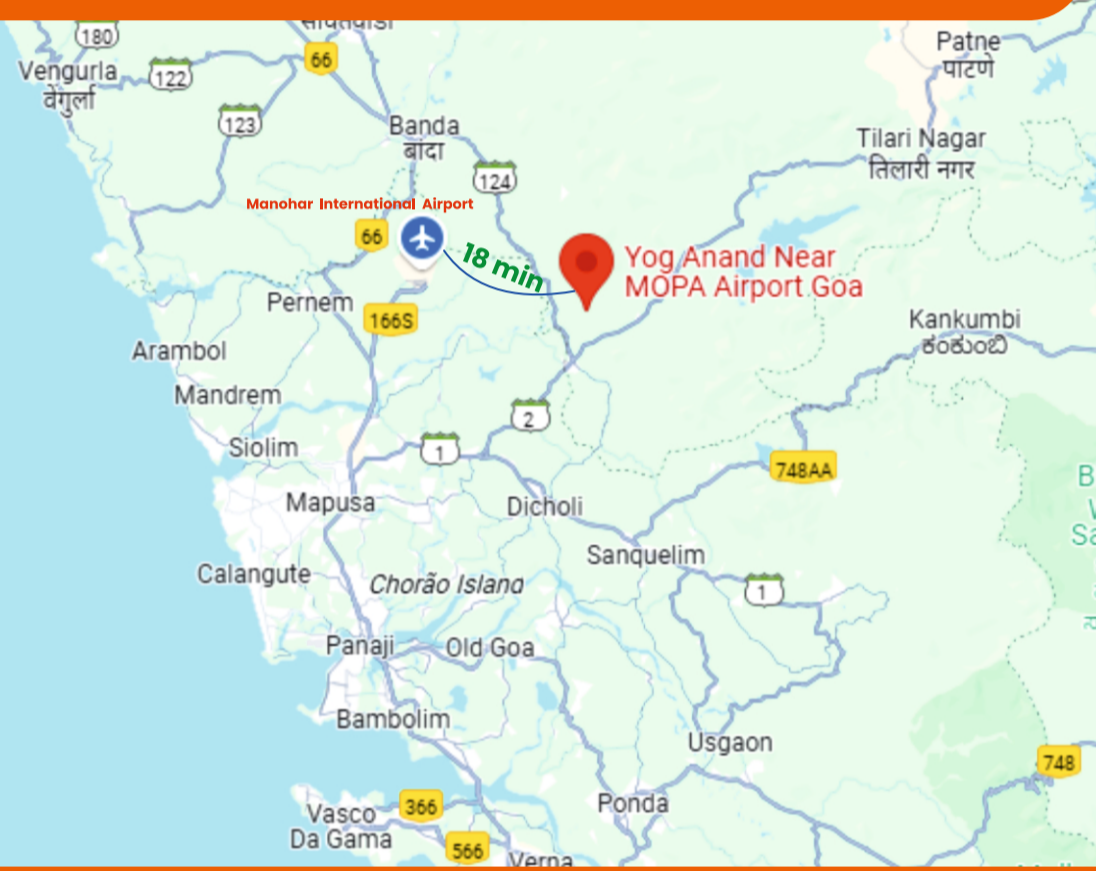 सावंतवाडी
180
66
Patne
पाटणे
Vengurla
वेंगुर्ला
122
123
Banda
बांदा
Tilari Nagar
तिलारी नगर
124
Manohar International Airport
66
18 min
Yog Anand Near
MOPA Airport Goa
Pernem
166S
Kankumbi
ಕಂಕುಂಬಿ
Arambol
Mandrem
2
Siolim
1
748AA
Mapusa
Dicholi
Sanquelim
Calangute
Chorão Island
1
Panaji
Old Goa
Bambolim
Usgaon
748
Vasco
Da Gama
366
Ponda
566
Verna